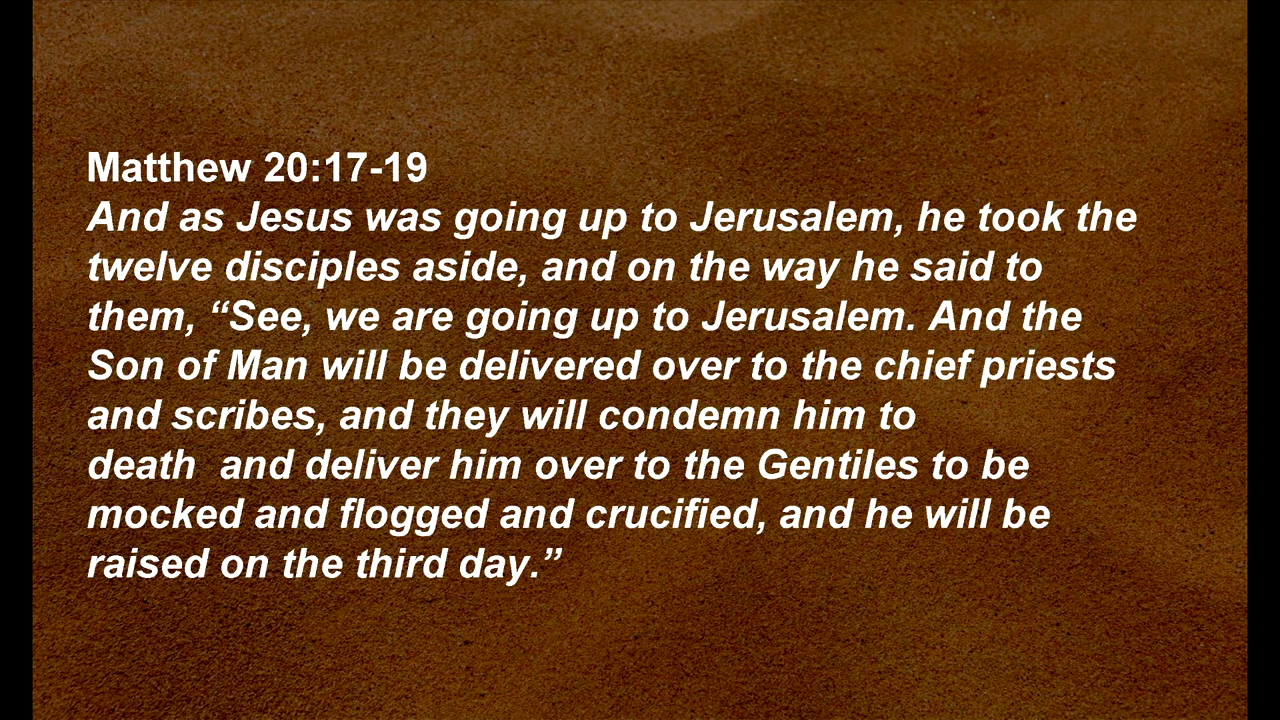 Matthew 20:17-19
And as Jesus was going up to Jerusalem, he took the
twelve disciples aside, and on the way he said to
them, “See, we are going up to Jerusalem. And the
Son of Man will be delivered over to the chief priests
and scribes, and they will condemn him to
death  and deliver him over to the Gentiles to be
mocked and flogged and crucified, and he will be
raised on the third day.”